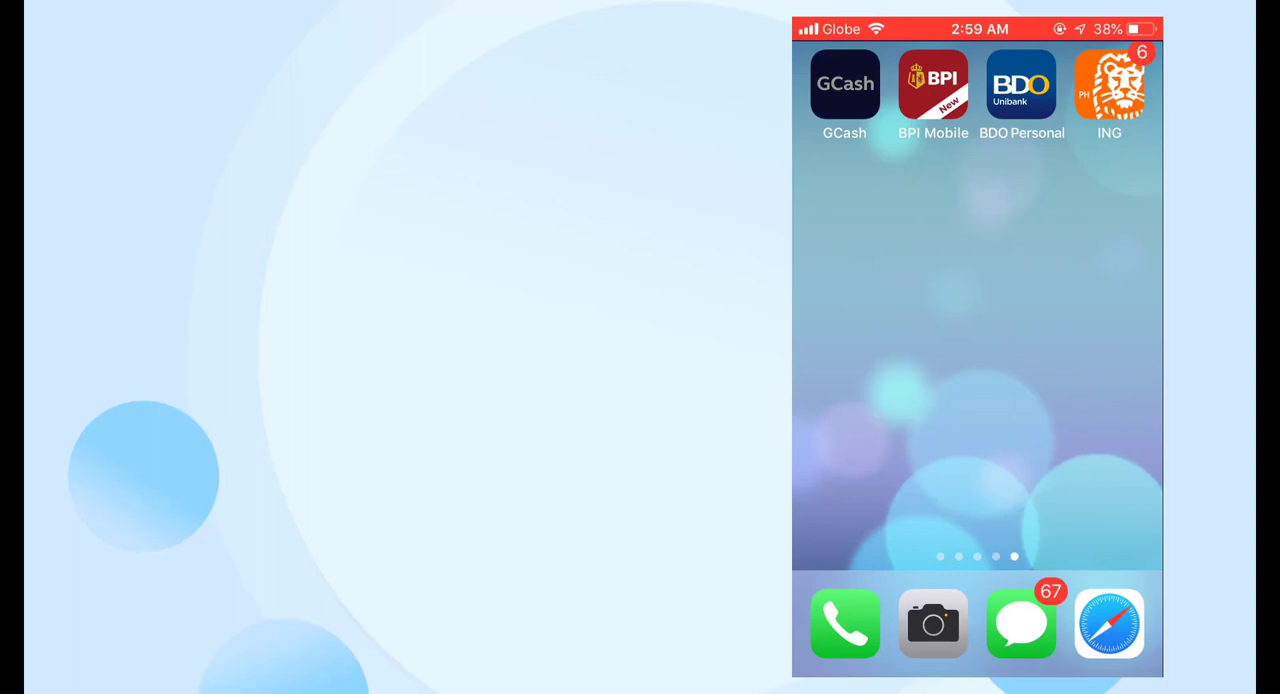 Globe 2:59 AM 38%
6
GCash BPI BDO PH
New Unibank
GCash BPI Mobile BDO Personal ING
67